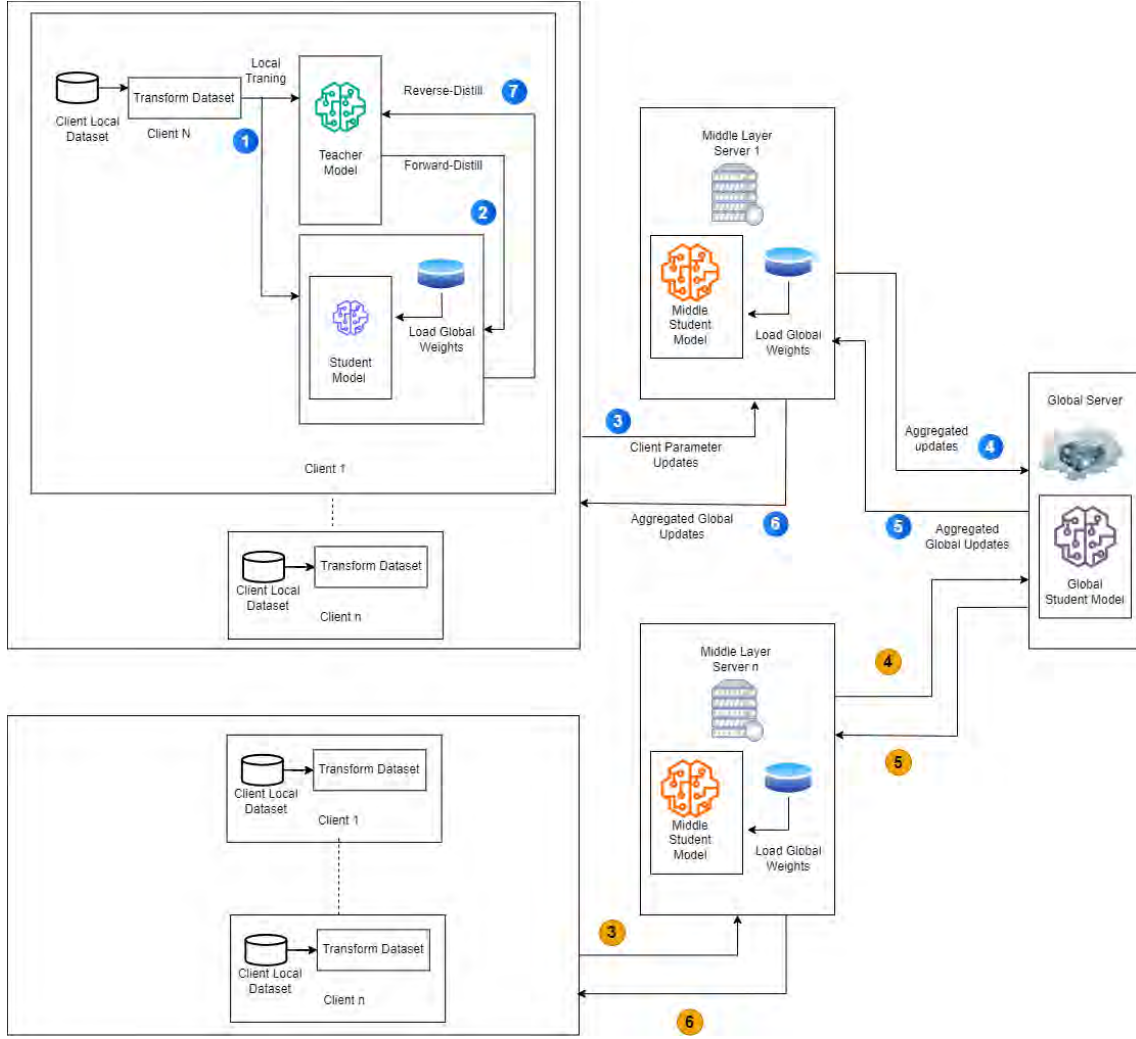 Local
Traning
Client Local
Dataset
Transform Dataset
Client N
1
Teacher
Model
Reverse-Distill
7
Forward-Distill
2
Student
Model
Load Global
Weights
Client 1
Client Local
Dataset
Transform Dataset
Client n
3
Client Parameter
Updates
Aggregated Global
Updates
6
Middle Layer
Server 1
Middle
Student
Model
Load Global
Weights
Aggregated
updates
4
5
Aggregated
Global Updates
Global Server
Global
Student Model
Client Local
Dataset
Transform Dataset
Client 1
Client Local
Dataset
Transform Dataset
Client n
3
6
Middle Layer
Server n
Middle
Student
Model
Load Global
Weights
4
5